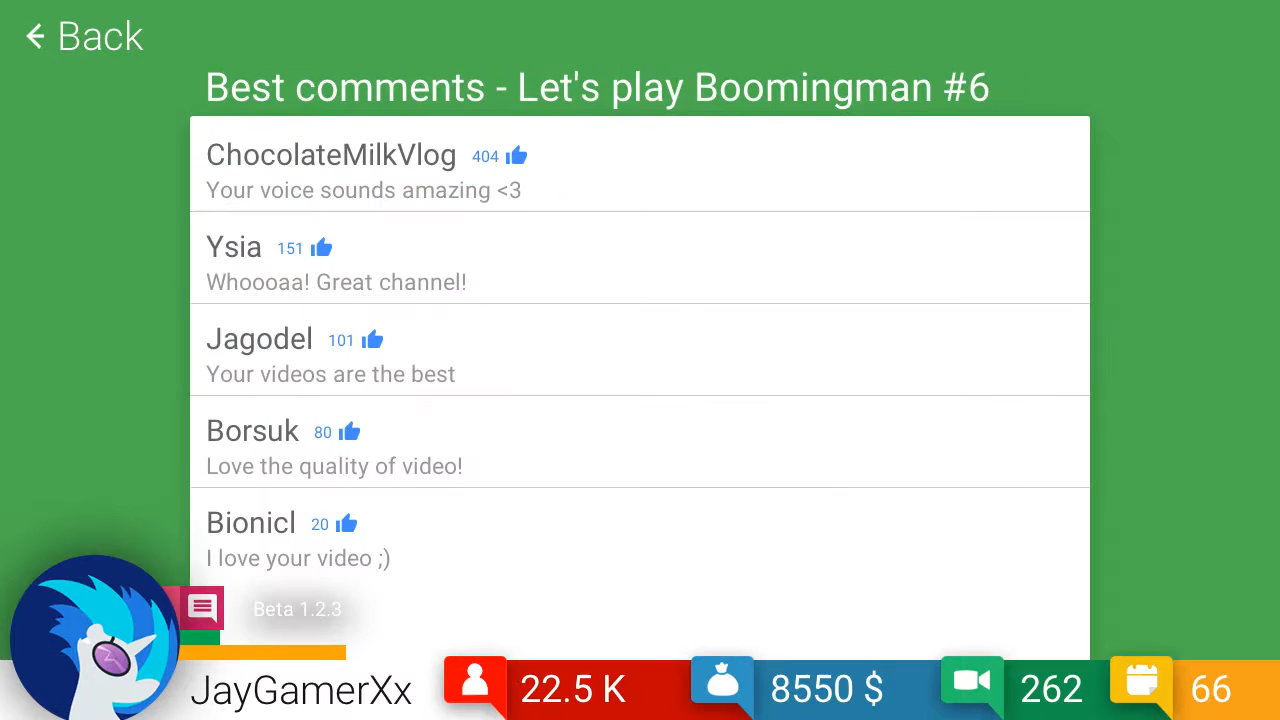 Back
Best comments - Let's play Boomingman #6
ChocolateMilkVlog 404
Your voice sounds amazing <3
Ysia 151
Whoooaa! Great channel!
Jagodel 101
Your videos are the best
Borsuk 80
Love the quality of video!
Bionicl 20
I love your video ;)
Beta 1.2.3
JayGamerXx 22.5 K 8550 $ 262 66